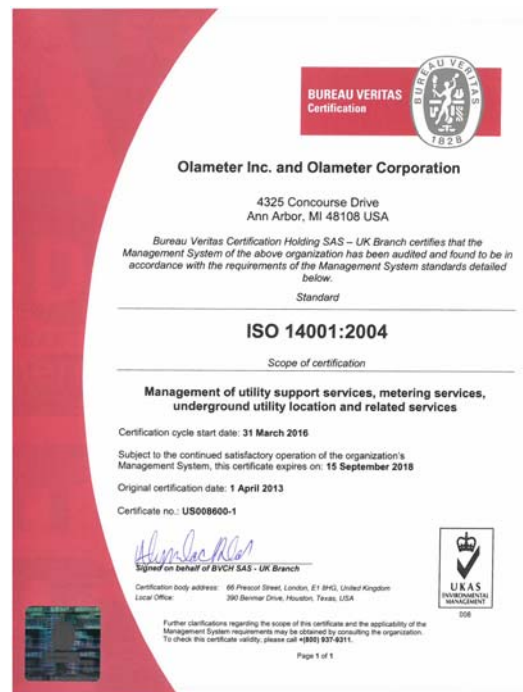 BUREAU VERITAS
Certification
BUREAU VERITAS
1828
Olameter Inc. and Olameter Corporation
4325 Concourse Drive
Ann Arbor, MI 48108 USA
Bureau Veritas Certification Holding SAS – UK Branch certifies that the
Management System of the above organization has been audited and found to be in
accordance with the requirements of the Management System standards detailed
below.
Standard
ISO 14001:2004
Scope of certification
Management of utility support services, metering services,
underground utility location and related services
Certification cycle start date: 31 March 2016
Subject to the continued satisfactory operation of the organization's
Management System, this certificate expires on: 15 September 2018
Original certification date: 1 April 2013
Certificate no.: US008600-1
Signed on behalf of BVCH SAS - UK Branch
Certification body address: 66 Prescot Street, London, E1 8HG, United Kingdom
Local Office: 390 Benmar Drive, Houston, Texas, USA
UKAS
ENVIRONMENTAL
MANAGEMENT
008
Further clarifications regarding the scope of this certificate and the applicability of the
Management System requirements may be obtained by consulting the organization.
To check this certificate validity, please call +(800) 937-9311.
Page 1 of 1